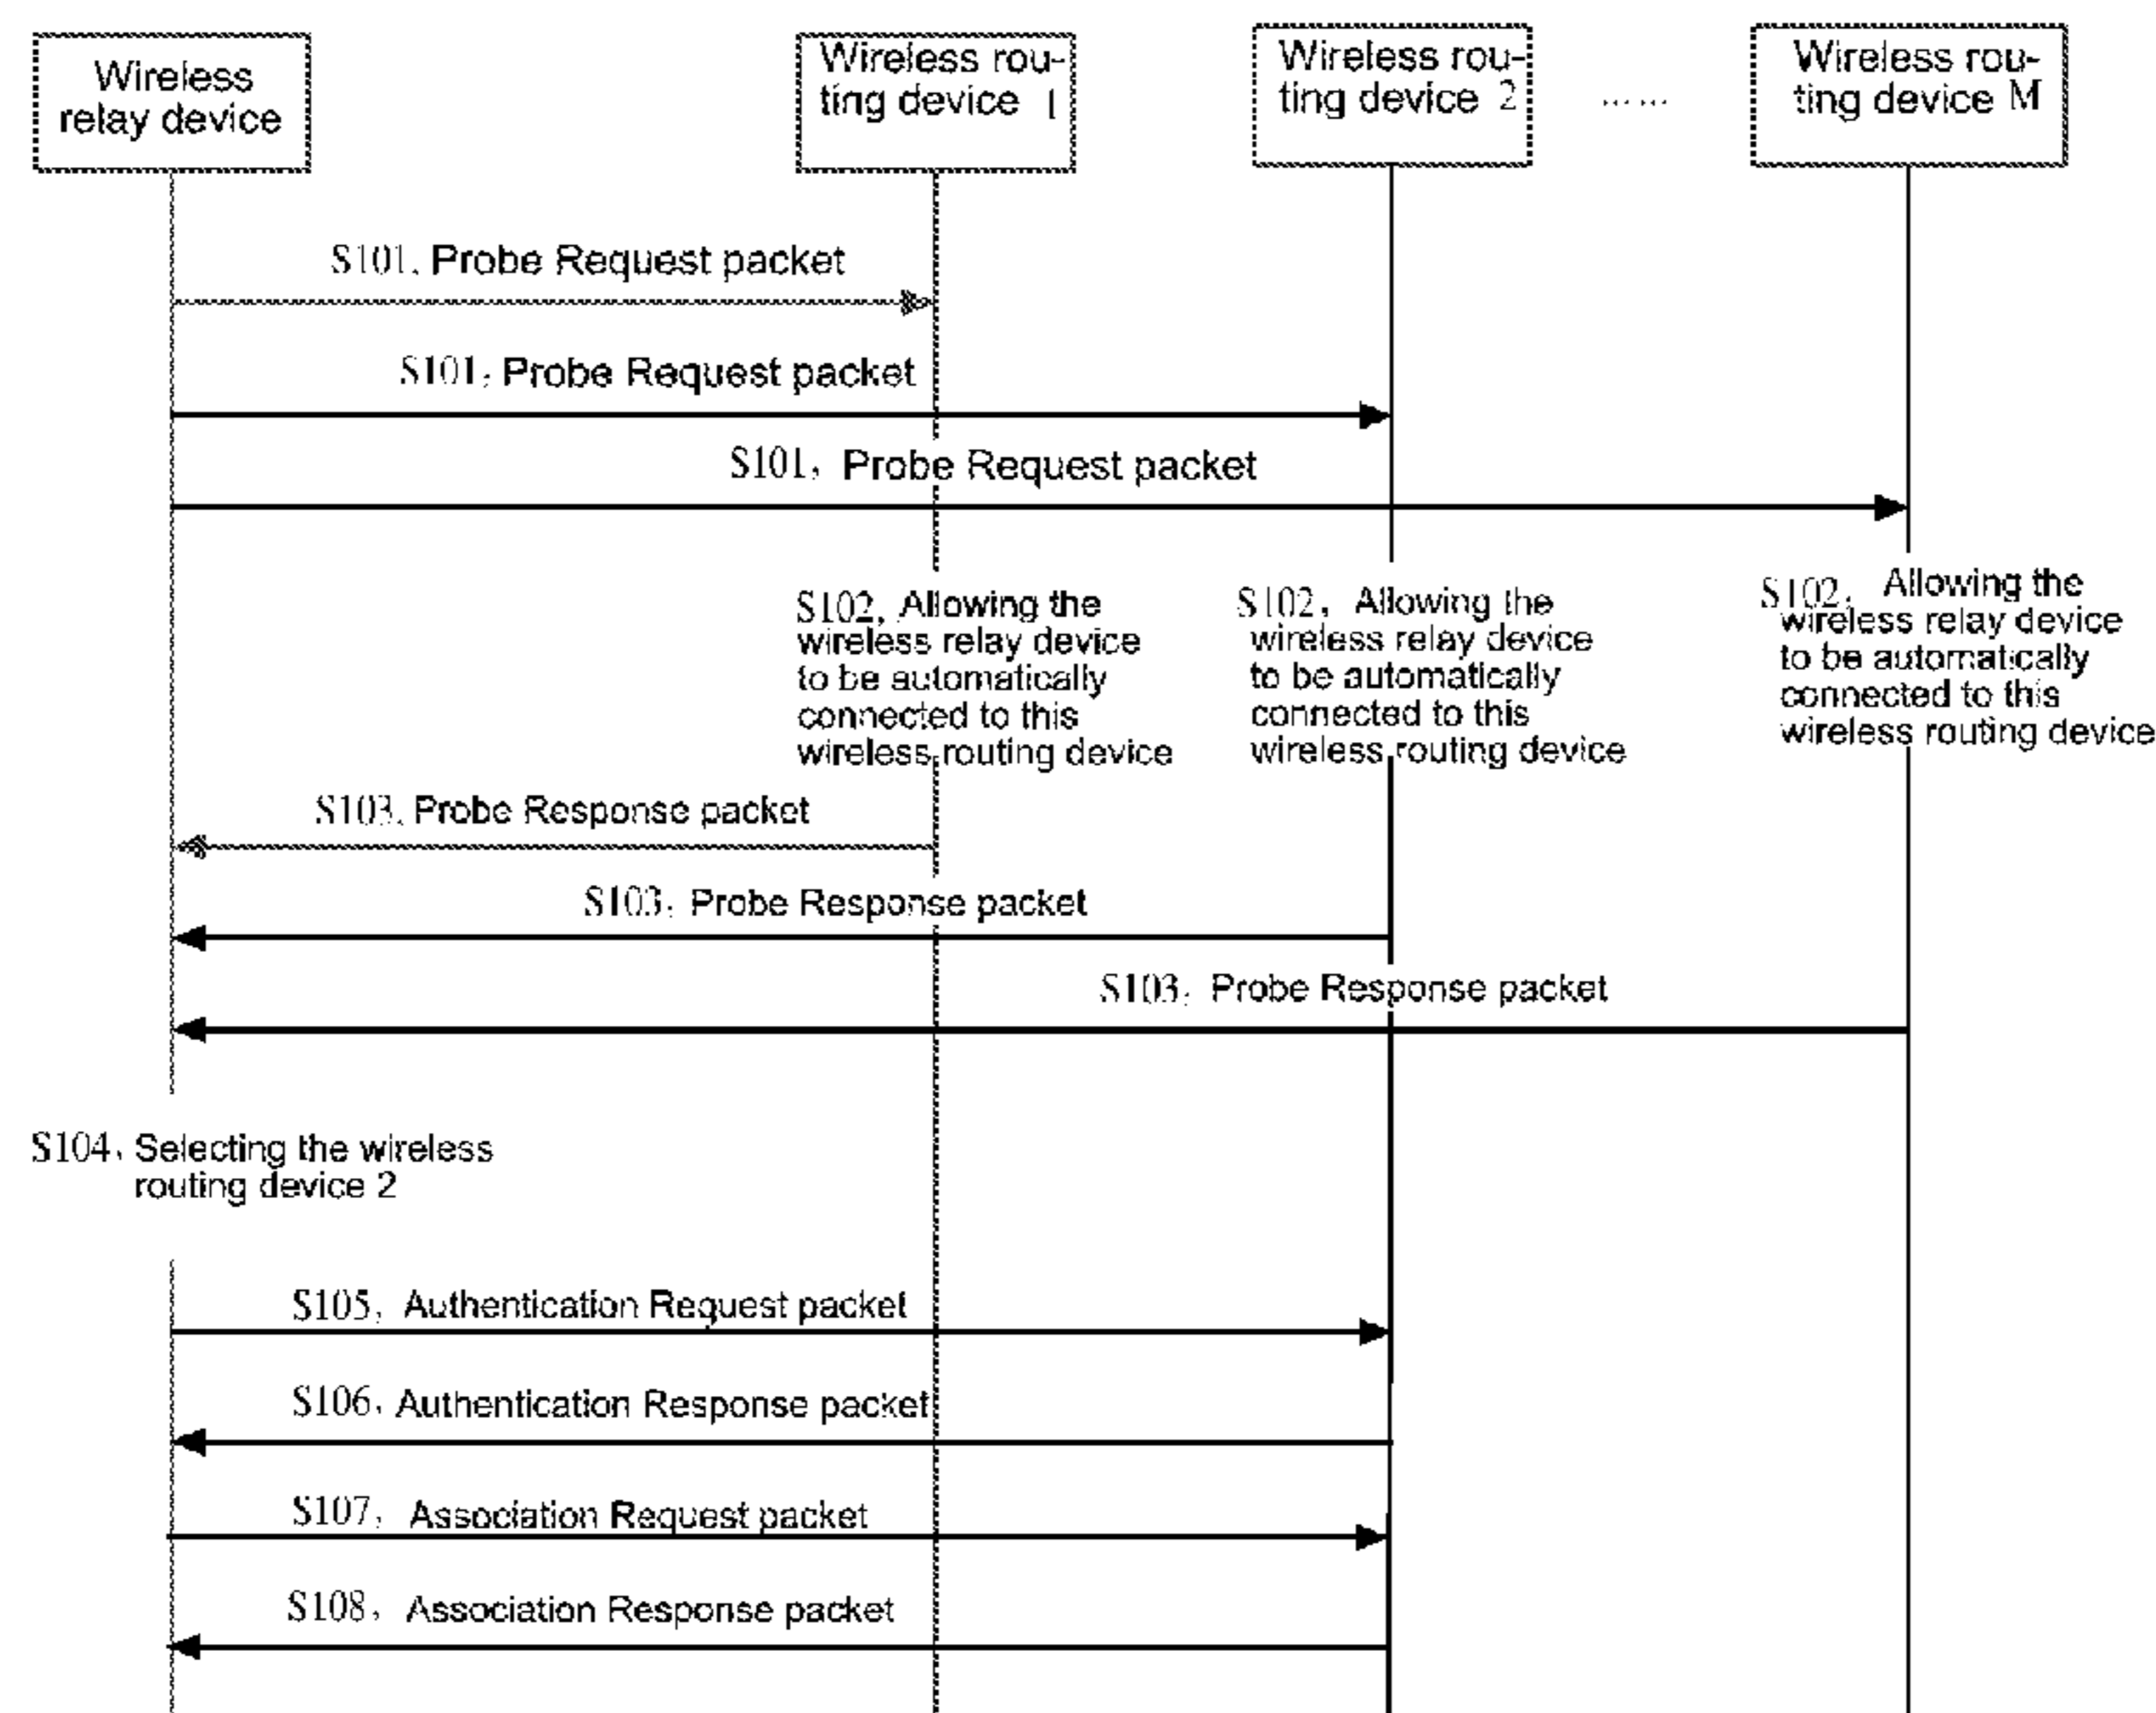 Wireless
relay device
Wireless rou-
ting device 1
Wireless rou-
ting device 2
......
Wireless rou-
ting device M
S101, Probe Request packet
S101, Probe Request packet
S101, Probe Request packet
S102, Allowing the
wireless relay device
to be automatically
connected to this
wireless routing device
S102, Allowing the
wireless relay device
to be automatically
connected to this
wireless routing device
S102, Allowing the
wireless relay device
to be automatically
connected to this
wireless routing device
S103, Probe Response packet
S103, Probe Response packet
S103, Probe Response packet
S104, Selecting the wireless
routing device 2
S105, Authentication Request packet
S106, Authentication Response packet
S107, Association Request packet
S108, Association Response packet